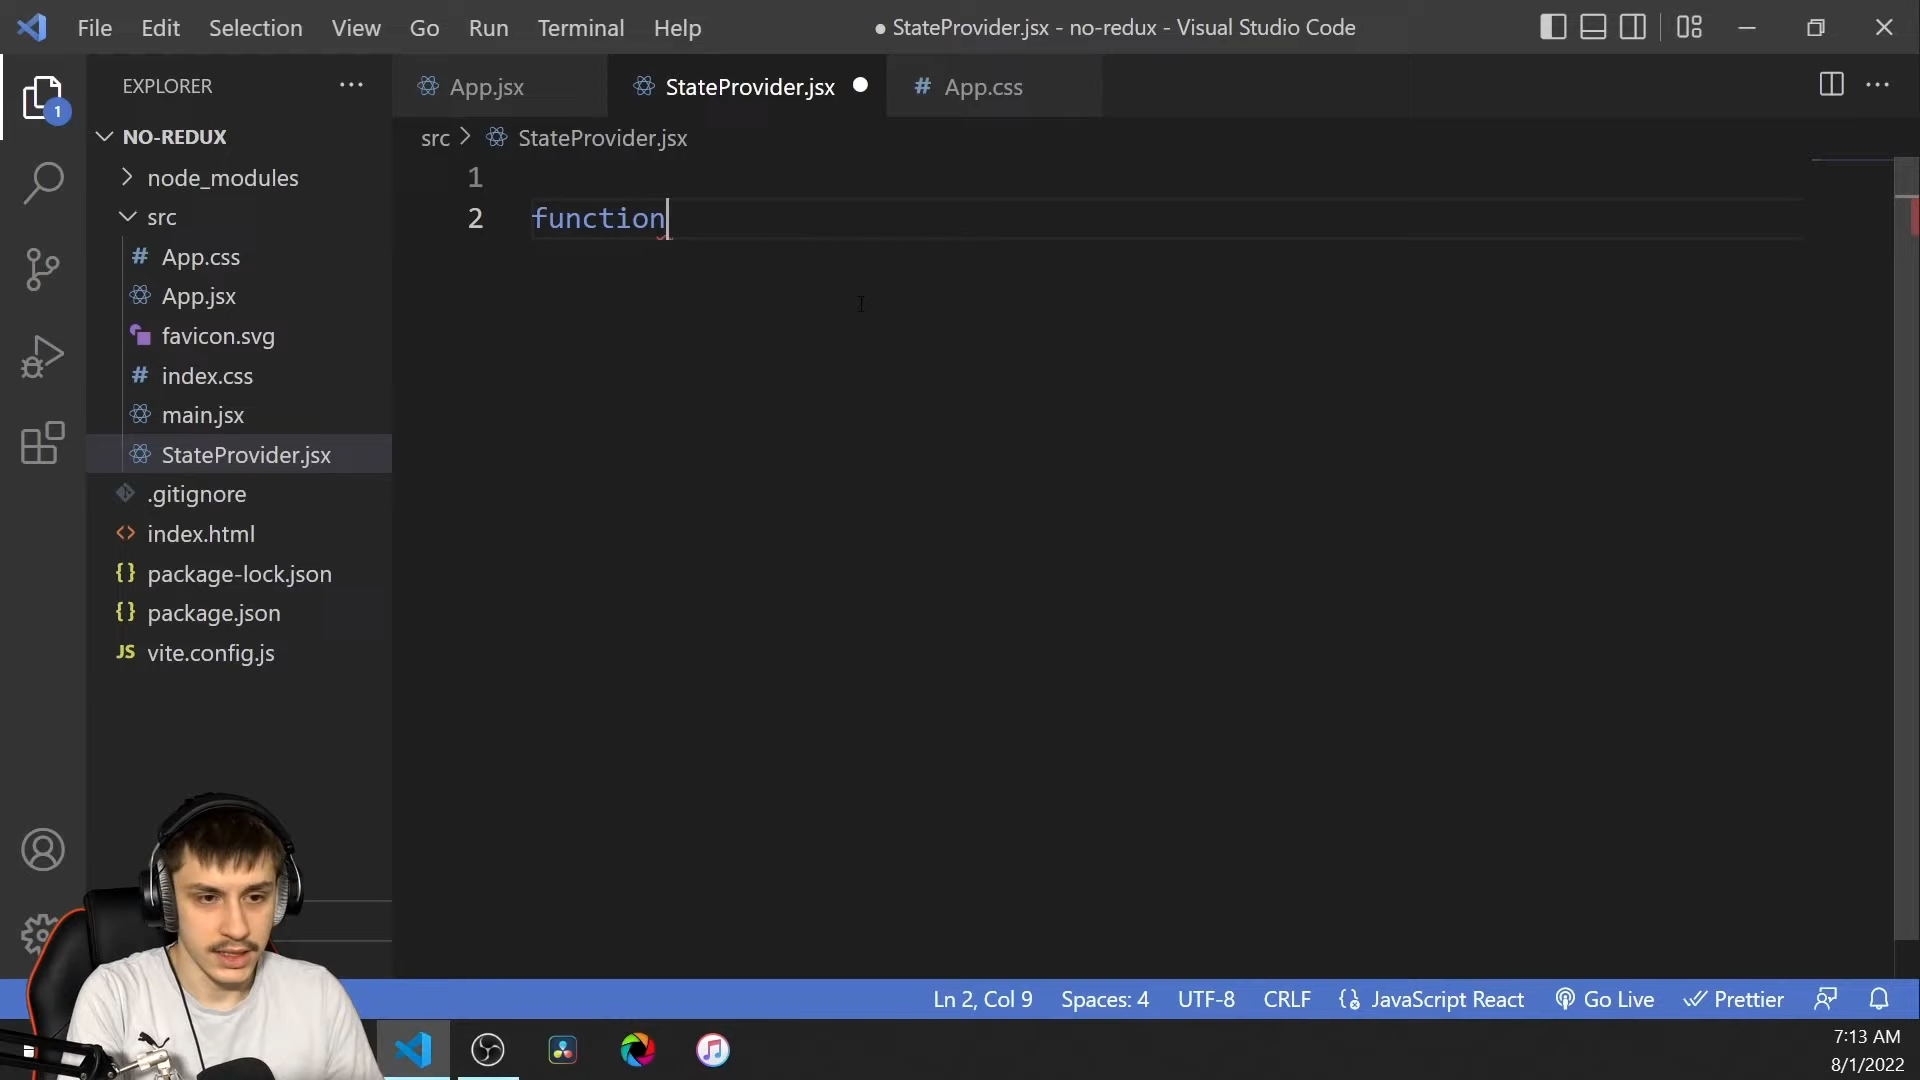 File Edit Selection View Go Run Terminal Help
● StateProvider.jsx - no-redux - Visual Studio Code
EXPLORER
App.jsx
StateProvider.jsx
# App.css
1
NO-REDUX
src > StateProvider.jsx
node_modules
src
# App.css
App.jsx
favicon.svg
# index.css
main.jsx
StateProvider.jsx
.gitignore
<> index.html
{} package-lock.json
{} package.json
JS vite.config.js
1
2 function
Ln 2, Col 9 Spaces: 4 UTF-8 CRLF JavaScript React Go Live Prettier
7:13 AM
8/1/2022